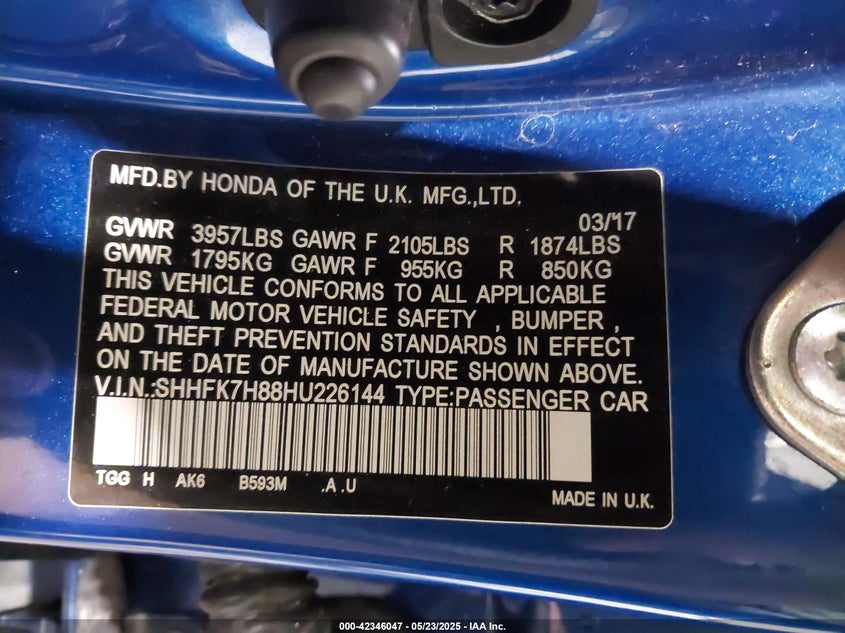 MFD.BY HONDA OF THE U.K. MFG.,LTD.
03/17
GVWR 3957LBS GAWR F 2105LBS R 1874LBS
GVWR 1795KG GAWR F 955KG R 850KG
THIS VEHICLE CONFORMS TO ALL APPLICABLE
FEDERAL MOTOR VEHICLE SAFETY , BUMPER ,
AND THEFT PREVENTION STANDARDS IN EFFECT
ON THE DATE OF MANUFACTURE SHOWN ABOVE.
V.I.N.:SHHFK7H88HU226144 TYPE:PASSENGER CAR
TGG H AK6 B593M .A .U
MADE IN U.K.
000-42346047 - 05/23/2025 - IAA Inc.